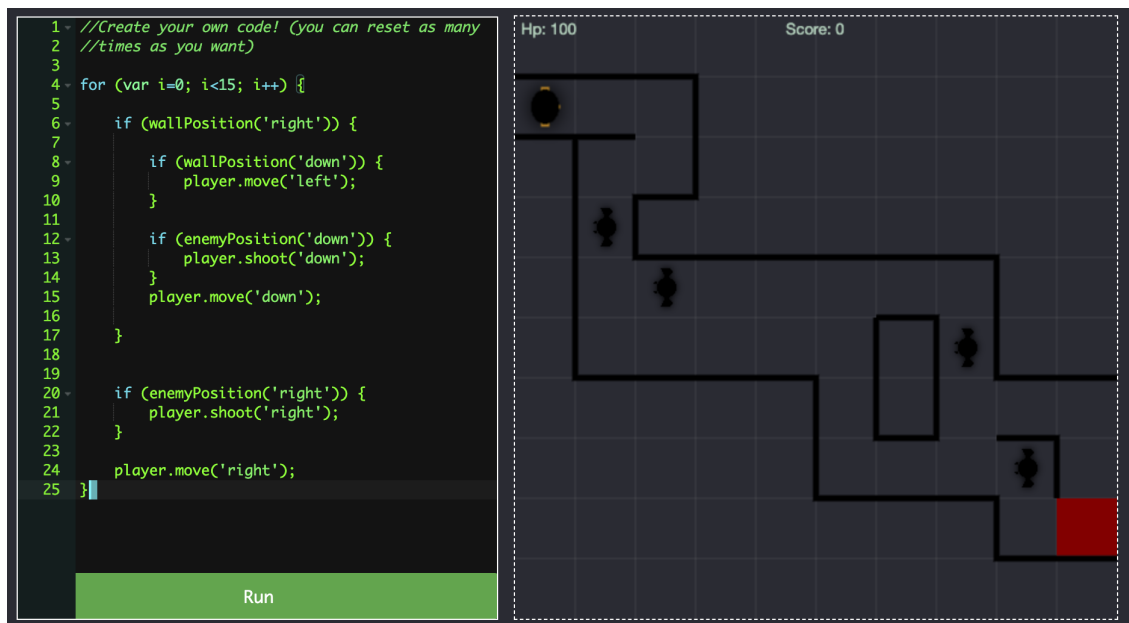 1 //Create your own code! (you can reset as many
2 //times as you want)
3
4 for (var i=0; i<15; i++) {
5
6     if (wallPosition('right')) {
7
8         if (wallPosition('down')) {
9             player.move('left');
10         }
11
12         if (enemyPosition('down')) {
13             player.shoot('down');
14         }
15         player.move('down');
16
17     }
18
19
20     if (enemyPosition('right')) {
21         player.shoot('right');
22     }
23
24     player.move('right');
25 }
Run
Hp: 100
Score: 0